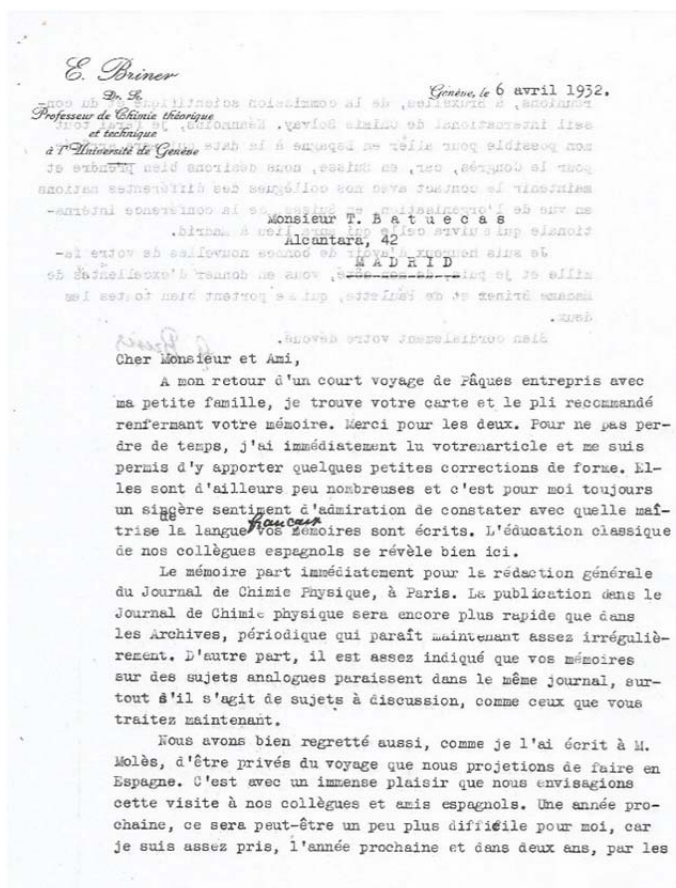 E. Briner
Dr. Sc.
Professeur de Chimie théorique
et technique
à l'Université de Genève
Genève, le 6 avril 1932.
Monsieur T. Batuecas
Alcantara, 42
MADRID
Cher Monsieur et Ami,
A mon retour d'un court voyage de Pâques entrepris avec
ma petite famille, je trouve votre carte et le pli recommandé
renfermant votre mémoire. Merci pour les deux. Pour ne pas per-
dre de temps, j'ai immédiatement lu votrenarticle et me suis
permis d'y apporter quelques petites corrections de forme. El-
les sont d'ailleurs peu nombreuses et c'est pour moi toujours
un sincère sentiment d'admiration de constater avec quelle maî-
trise de la langue français vos mémoires sont écrits. L'éducation classique
de nos collègues espagnols se révèle bien ici.
Le mémoire part immédiatement pour la rédaction générale
du Journal de Chimie Physique, à Paris. La publication dans le
Journal de Chimie physique sera encore plus rapide que dans
les Archives, périodique qui paraît maintenant assez irréguliè-
rement. D'autre part, il est assez indiqué que vos mémoires
sur des sujets analogues paraissent dans le même journal, sur-
tout s'il s'agit de sujets à discussion, comme ceux que vous
traitez maintenant.
Nous avons bien regretté aussi, comme je l'ai écrit à M.
Molès, d'être privés du voyage que nous projetions de faire en
Espagne. C'est avec un immense plaisir que nous envisagions
cette visite à nos collègues et amis espagnols. Une année pro-
chaine, ce sera peut-être un peu plus difficile pour moi, car
je suis assez pris, l'année prochaine et dans deux ans, par les